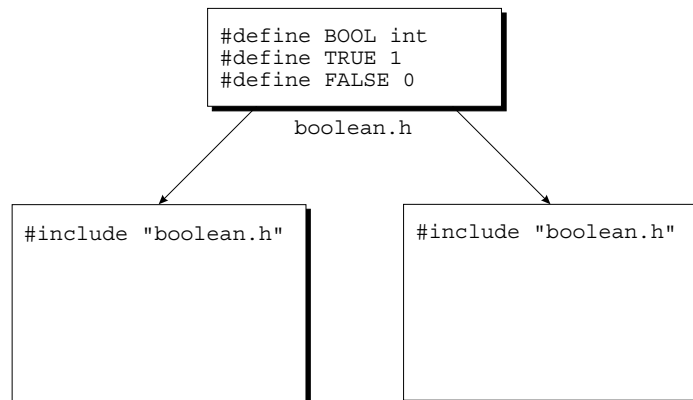 #define BOOL int
#define TRUE 1
#define FALSE 0
boolean.h
#include "boolean.h"
#include "boolean.h"